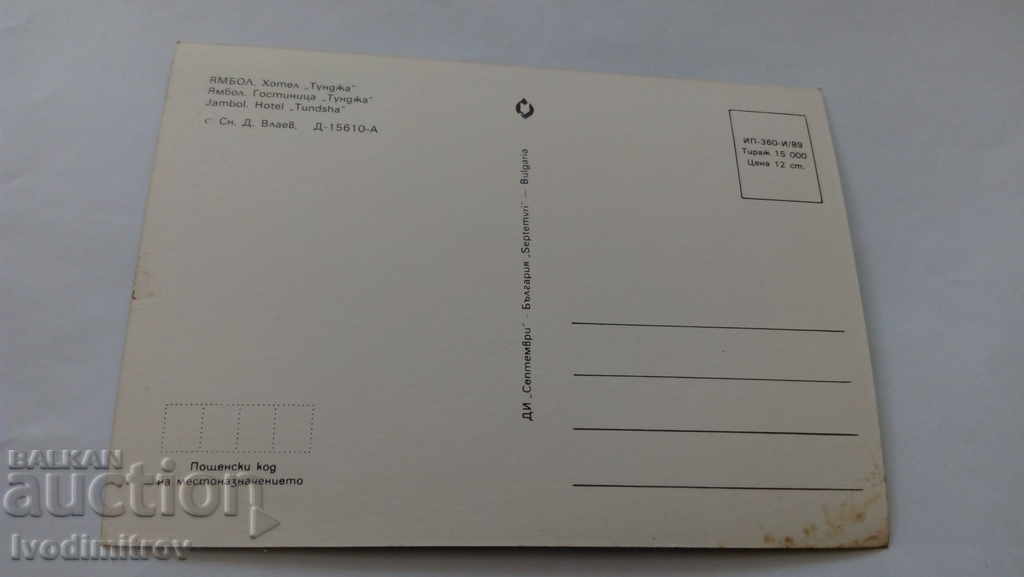 ЯМБОЛ. Хотел „Тунджа“
Ямбол. Гостиница „Тунджа“
Jambol. Hotel „Tundsha“
© Сн. Д. Влаев, Д-15610-А
ИП-360-И/89
Тираж 15 000
Цена 12 ст.
ДИ „Септември“ - България „Septemvri“ — Bulgaria
Пощенски код
на местоназначението
BALKAN
auction
Ivodimitrov